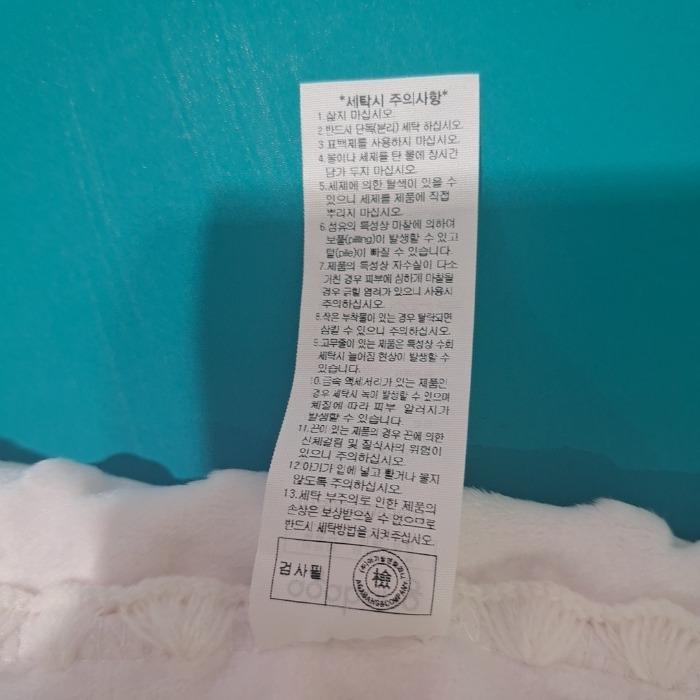 *세탁시 주의사항*
1.삶지 마십시오.
2.반드시 단독(분리) 세탁 하십시오.
3.표백제를 사용하지 마십시오.
4.물이나 세제를 탄 물에 장시간
담가 두지 마십시오.
5.세제에 의한 탈색이 있을 수
있으니 세제를 제품에 직접
뿌리지 마십시오.
6.섬유의 특성상 마찰에 의하여
보풀(pilling)이 발생할 수 있고
털(pile)이 빠질 수 있습니다.
7.제품의 특성상 자수실이 다소
거친 경우 피부에 심하게 마찰될
경우 긁힐 염려가 있으니 사용시
주의하십시오.
8.작은 부착물이 있는 경우 탈락되면
삼킬 수 있으니 주의하십시오.
9.고무줄이 있는 제품은 특성상 수회
세탁시 늘어짐 현상이 발생할 수
있습니다.
10.금속 액세서리가 있는 제품인
경우 세탁시 녹이 발생할 수 있으며
체질에 따라 피부 알러지가
발생할 수 있습니다.
11.끈이 있는 제품의 경우 끈에 의한
신체걸림 및 질식사의 위험이
있으니 주의하십시오.
12.아기가 입에 넣고 빨거나 물지
않도록 주의하십시오.
13.세탁 부주의로 인한 제품의
손상은 보상받으실 수 없으므로
반드시 세탁방법을 지켜주십시오.
검사필
(주)아가방앤컴퍼니
檢
AGABANG&COMPANY